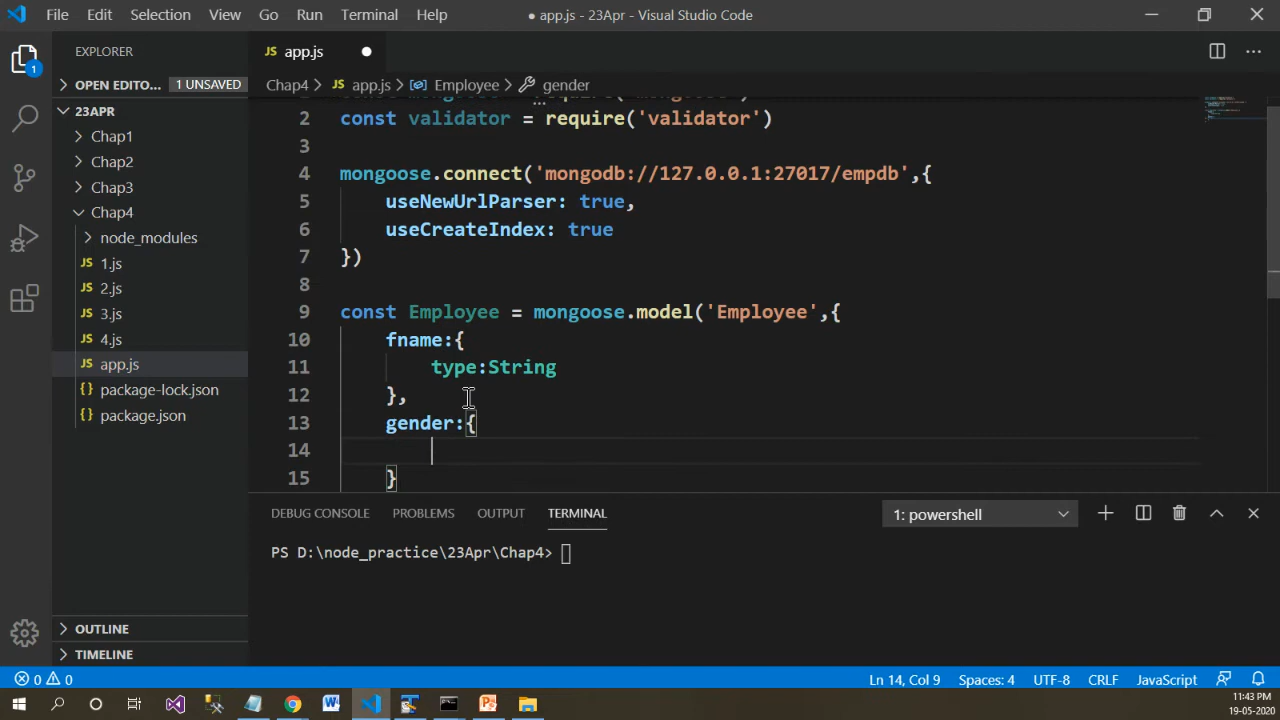 File Edit Selection View Go Run Terminal Help
● app.js - 23Apr - Visual Studio Code
EXPLORER
JS app.js
OPEN EDITO... 1 UNSAVED
Chap4 > JS app.js > Employee > gender
23APR
Chap1
Chap2
Chap3
Chap4
node_modules
JS 1.js
JS 2.js
JS 3.js
JS 4.js
JS app.js
{} package-lock.json
{} package.json
OUTLINE
TIMELINE
2 const validator = require('validator')
3
4 mongoose.connect('mongodb://127.0.0.1:27017/empdb',{
5 useNewUrlParser: true,
6 useCreateIndex: true
7 })
8
9 const Employee = mongoose.model('Employee',{
10 fname:{
11 type:String
12 },
13 gender:{
14
15 }
DEBUG CONSOLE PROBLEMS OUTPUT TERMINAL 1: powershell
PS D:\node_practice\23Apr\Chap4>
0 0 Ln 14, Col 9 Spaces: 4 UTF-8 CRLF JavaScript
11:43 PM
19-05-2020